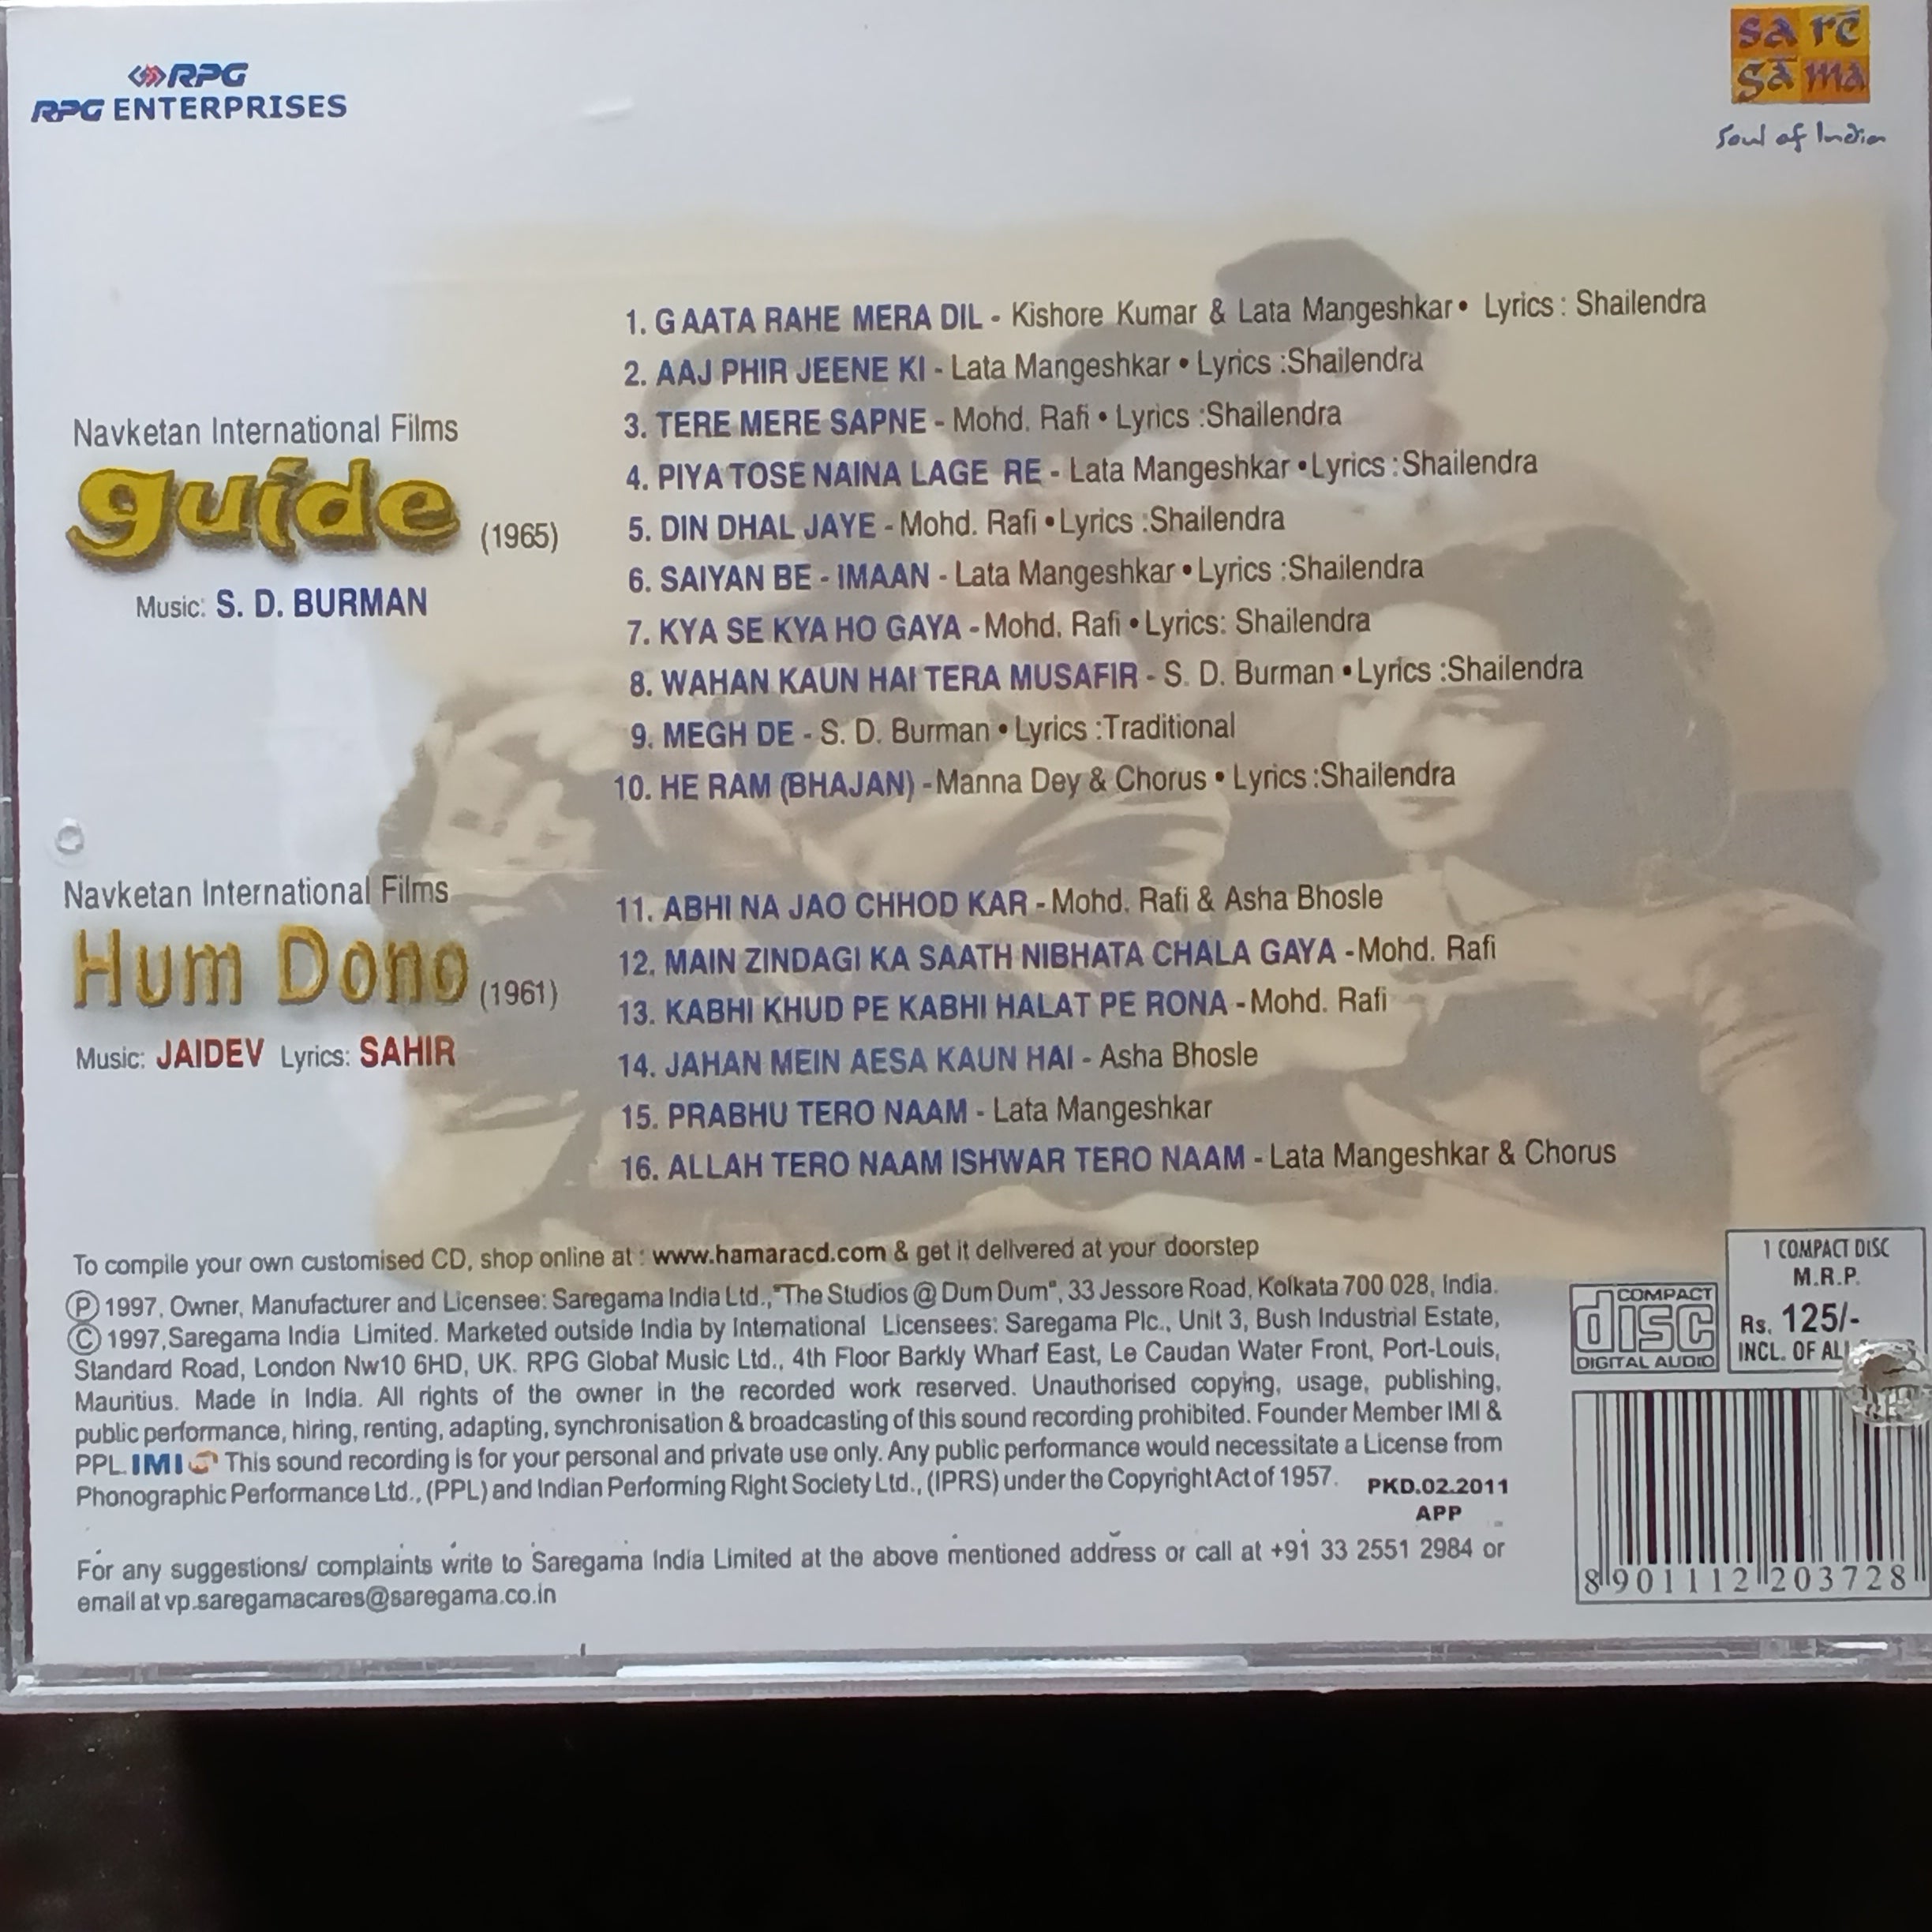 RPG
RPG ENTERPRISES
sa rē
gā ma
Soul of India
Navketan International Films
guide (1965)
Music: S. D. BURMAN
1. GAATA RAHE MERA DIL - Kishore Kumar & Lata Mangeshkar • Lyrics : Shailendra
2. AAJ PHIR JEENE KI - Lata Mangeshkar • Lyrics :Shailendra
3. TERE MERE SAPNE - Mohd. Rafi • Lyrics :Shailendra
4. PIYA TOSE NAINA LAGE RE - Lata Mangeshkar • Lyrics :Shailendra
5. DIN DHAL JAYE - Mohd. Rafi • Lyrics :Shailendra
6. SAIYAN BE - IMAAN - Lata Mangeshkar • Lyrics :Shailendra
7. KYA SE KYA HO GAYA - Mohd. Rafi • Lyrics: Shailendra
8. WAHAN KAUN HAI TERA MUSAFIR - S. D. Burman • Lyrics :Shailendra
9. MEGH DE - S. D. Burman • Lyrics :Traditional
10. HE RAM (BHAJAN) - Manna Dey & Chorus • Lyrics :Shailendra
Navketan International Films
Hum Dono (1961)
Music: JAIDEV Lyrics: SAHIR
11. ABHI NA JAO CHHOD KAR - Mohd. Rafi & Asha Bhosle
12. MAIN ZINDAGI KA SAATH NIBHATA CHALA GAYA - Mohd. Rafi
13. KABHI KHUD PE KABHI HALAT PE RONA - Mohd. Rafi
14. JAHAN MEIN AESA KAUN HAI - Asha Bhosle
15. PRABHU TERO NAAM - Lata Mangeshkar
16. ALLAH TERO NAAM ISHWAR TERO NAAM - Lata Mangeshkar & Chorus
To compile your own customised CD, shop online at : www.hamaracd.com & get it delivered at your doorstep
Ⓟ 1997, Owner, Manufacturer and Licensee: Saregama India Ltd., "The Studios @ Dum Dum", 33 Jessore Road, Kolkata 700 028, India.
© 1997, Saregama India Limited. Marketed outside India by International Licensees: Saregama Plc., Unit 3, Bush Industrial Estate,
Standard Road, London Nw10 6HD, UK. RPG Global Music Ltd., 4th Floor Barkly Wharf East, Le Caudan Water Front, Port-Louis,
Mauritius. Made in India. All rights of the owner in the recorded work reserved. Unauthorised copying, usage, publishing,
public performance, hiring, renting, adapting, synchronisation & broadcasting of this sound recording prohibited. Founder Member IMI &
PPL. IMI This sound recording is for your personal and private use only. Any public performance would necessitate a License from
Phonographic Performance Ltd., (PPL) and Indian Performing Right Society Ltd., (IPRS) under the Copyright Act of 1957. PKD.02.2011
APP
For any suggestions/ complaints write to Saregama India Limited at the above mentioned address or call at +91 33 2551 2984 or
email at vp.saregamacares@saregama.co.in
COMPACT
disc
DIGITAL AUDIO
1 COMPACT DISC
M.R.P.
Rs. 125/-
INCL. OF
8 901112 203728